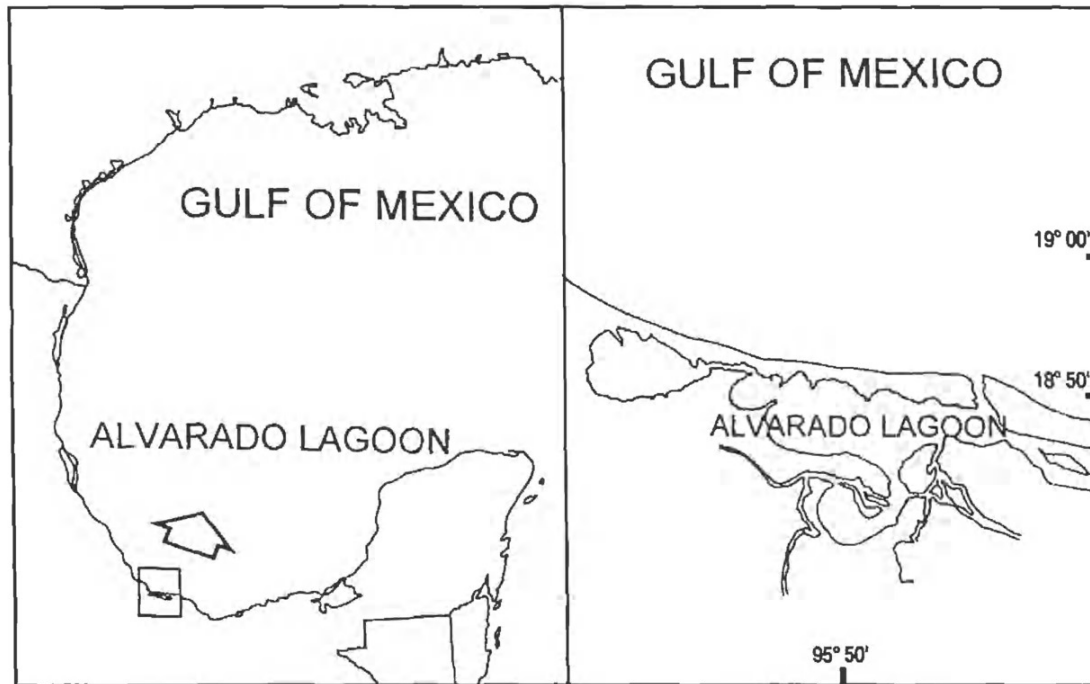 GULF OF MEXICO
ALVARADO LAGOON
GULF OF MEXICO
19° 00'
18° 50'
ALVARADO LAGOON
95° 50'